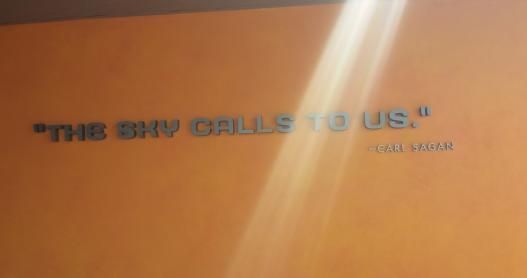 "THE SKY CALLS TO US."
-CARL SAGAN